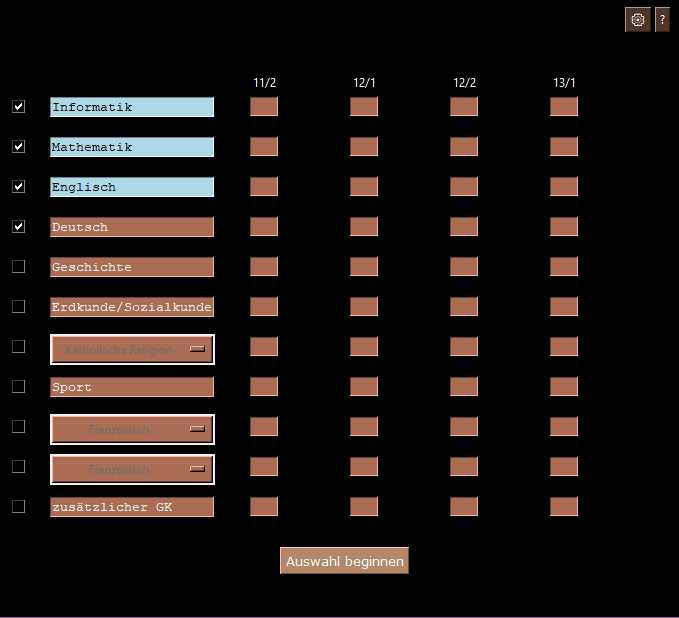 ?
11/2 12/1 12/2 13/1
Informatik
Mathematik
Englisch
Deutsch
Geschichte
Erdkunde/Sozialkunde
Katholische Religion
Sport
Französisch
Französisch
zusätzlicher GK
Auswahl beginnen